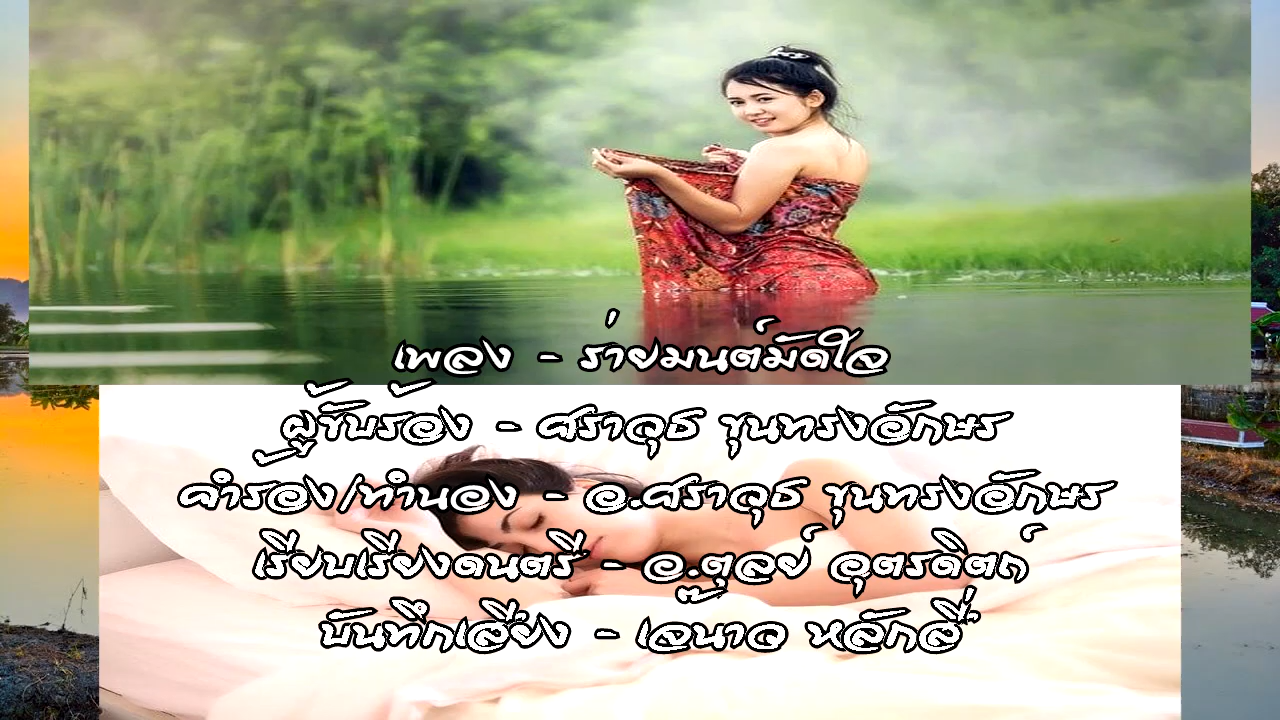 เพลง - ร่ายมนต์มัดใจ
ผู้ขับร้อง - ศราวุธ ขุนทรงอักษร
คำร้อง/ทำนอง - อ.ศราวุธ ขุนทรงอักษร
เรียบเรียงดนตรี - อ.ตุลย์ อุตรดิตถ์
บันทึกเสียง - เจ๊นาว หลักสี่